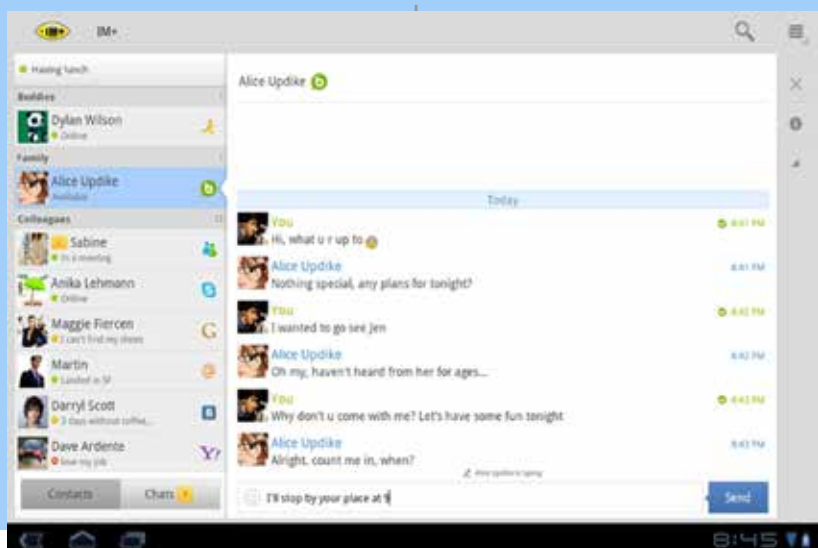 IM+
IM+
Having lunch
Buddies
Dylan Wilson
Online
Family
Alice Updike
Available
Colleagues
Sabine
In a meeting
Anika Lehmann
Online
Maggie Fiercen
I can't find my shoes
Martin
Landed in SF
Darryl Scott
3 days without coffee...
Dave Ardente
love my job
Contacts
Chats
Alice Updike
Today
You 8:41 PM
Hi, what u r up to
Alice Updike 8:41 PM
Nothing special, any plans for tonight?
You 8:42 PM
I wanted to go see Jen
Alice Updike 8:42 PM
Oh my, haven't heard from her for ages...
You 8:43 PM
Why don't u come with me? Let's have some fun tonight
Alice Updike 8:43 PM
Alright, count me in, when?
Alice Updike is typing
I'll stop by your place at 9
Send
8:45